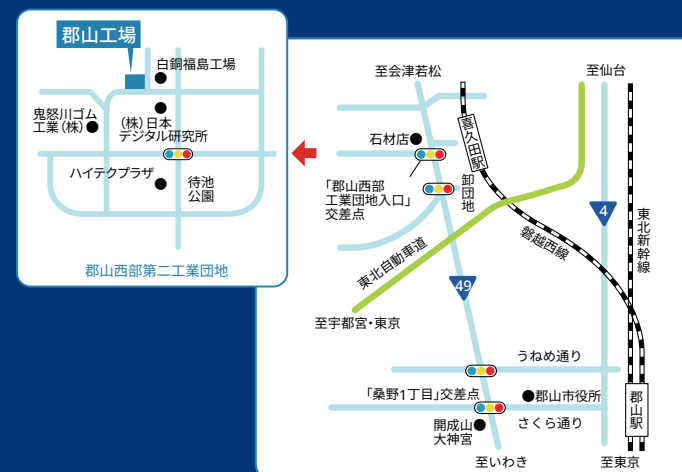 郡山工場
白銅福島工場
鬼怒川ゴム
工業（株）
（株）日本
デジタル研究所
ハイテクプラザ
待池
公園
郡山西部第二工業団地
至会津若松
至仙台
石材店
喜久田駅
「郡山西部
工業団地入口」
交差点
卸団地
4
東北新幹線
磐越西線
東北自動車道
49
至宇都宮・東京
うねめ通り
「桑野1丁目」交差点
郡山市役所
郡山駅
開成山
大神宮
さくら通り
至いわき
至東京